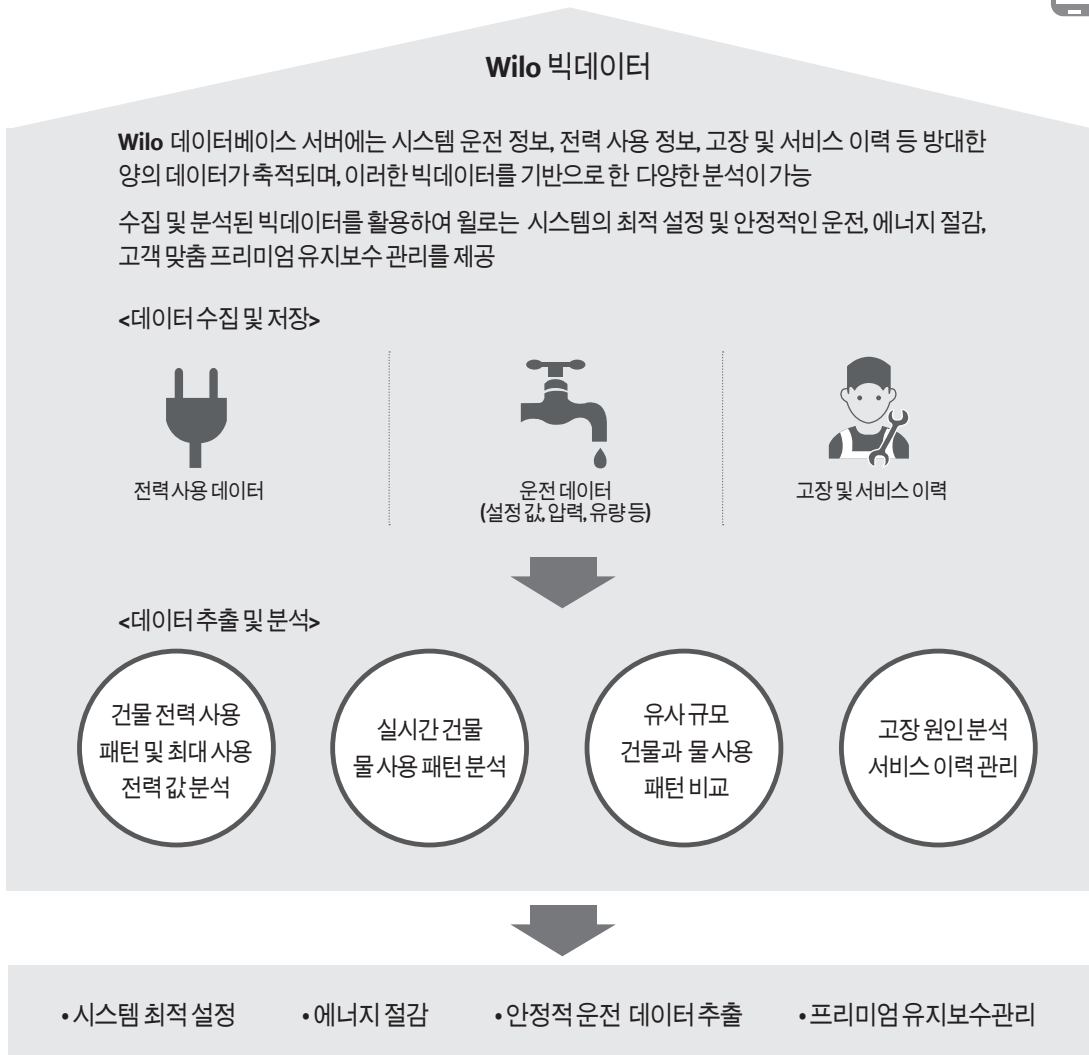 Wilo 빅데이터
Wilo 데이터베이스 서버에는 시스템 운전 정보, 전력 사용 정보, 고장 및 서비스 이력 등 방대한
양의 데이터가 축적되며, 이러한 빅데이터를 기반으로 한 다양한 분석이 가능
수집 및 분석된 빅데이터를 활용하여 윌로는 시스템의 최적 설정 및 안정적인 운전, 에너지 절감,
고객 맞춤 프리미엄 유지보수 관리를 제공
<데이터 수집 및 저장>
전력 사용 데이터
운전 데이터
(설정 값, 압력, 유량 등)
고장 및 서비스 이력
<데이터 추출 및 분석>
건물 전력 사용
패턴 및 최대 사용
전력 값 분석
실시간 건물
물 사용 패턴 분석
유사 규모
건물과 물 사용
패턴 비교
고장 원인 분석
서비스 이력 관리
• 시스템 최적 설정 • 에너지 절감 • 안정적 운전 데이터 추출 • 프리미엄 유지보수관리